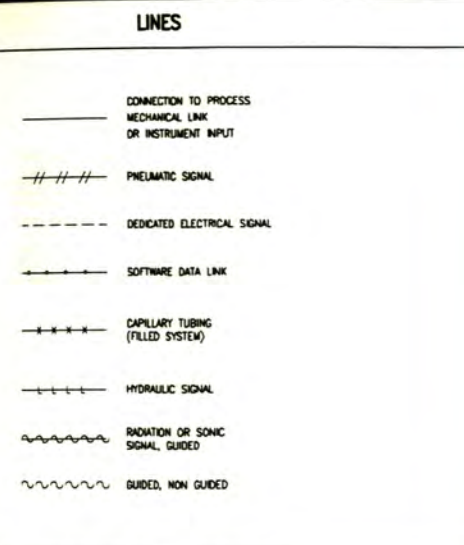 LINES
CONNECTION TO PROCESS
MECHANICAL LINK
OR INSTRUMENT INPUT
PNEUMATIC SIGNAL
DEDICATED ELECTRICAL SIGNAL
SOFTWARE DATA LINK
CAPILLARY TUBING
(FILLED SYSTEM)
HYDRAULIC SIGNAL
RADIATION OR SONIC
SIGNAL, GUIDED
GUIDED, NON GUIDED